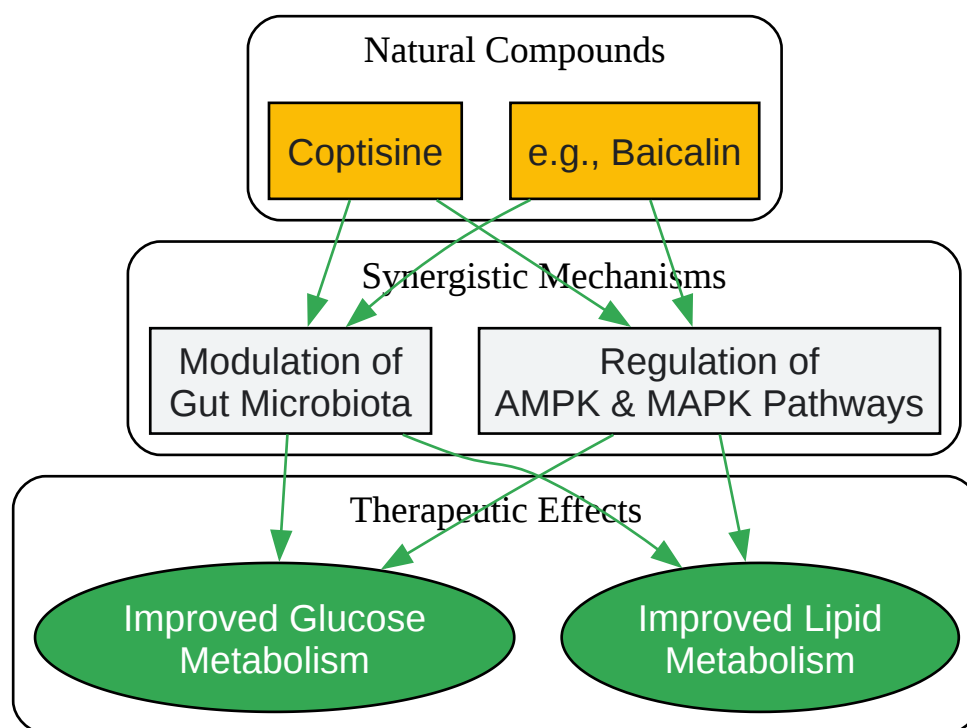 Natural Compounds
Coptisine
e.g., Baicalin
Synergistic Mechanisms
Modulation of
Gut Microbiota
Regulation of
AMPK & MAPK Pathways
Therapeutic Effects
Improved Glucose
Metabolism
Improved Lipid
Metabolism